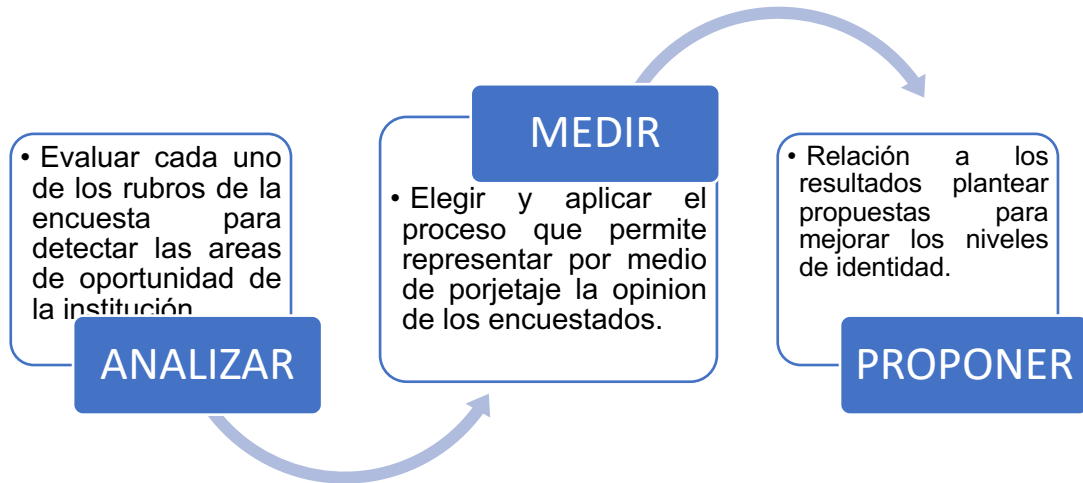 • Evaluar cada uno
de los rubros de la
encuesta para
detectar las areas
de oportunidad de
la institución
ANALIZAR
MEDIR
• Elegir y aplicar el
proceso que permite
representar por medio
de porjetaje la opinion
de los encuestados.
• Relación a los
resultados plantear
propuestas para
mejorar los niveles
de identidad.
PROPONER